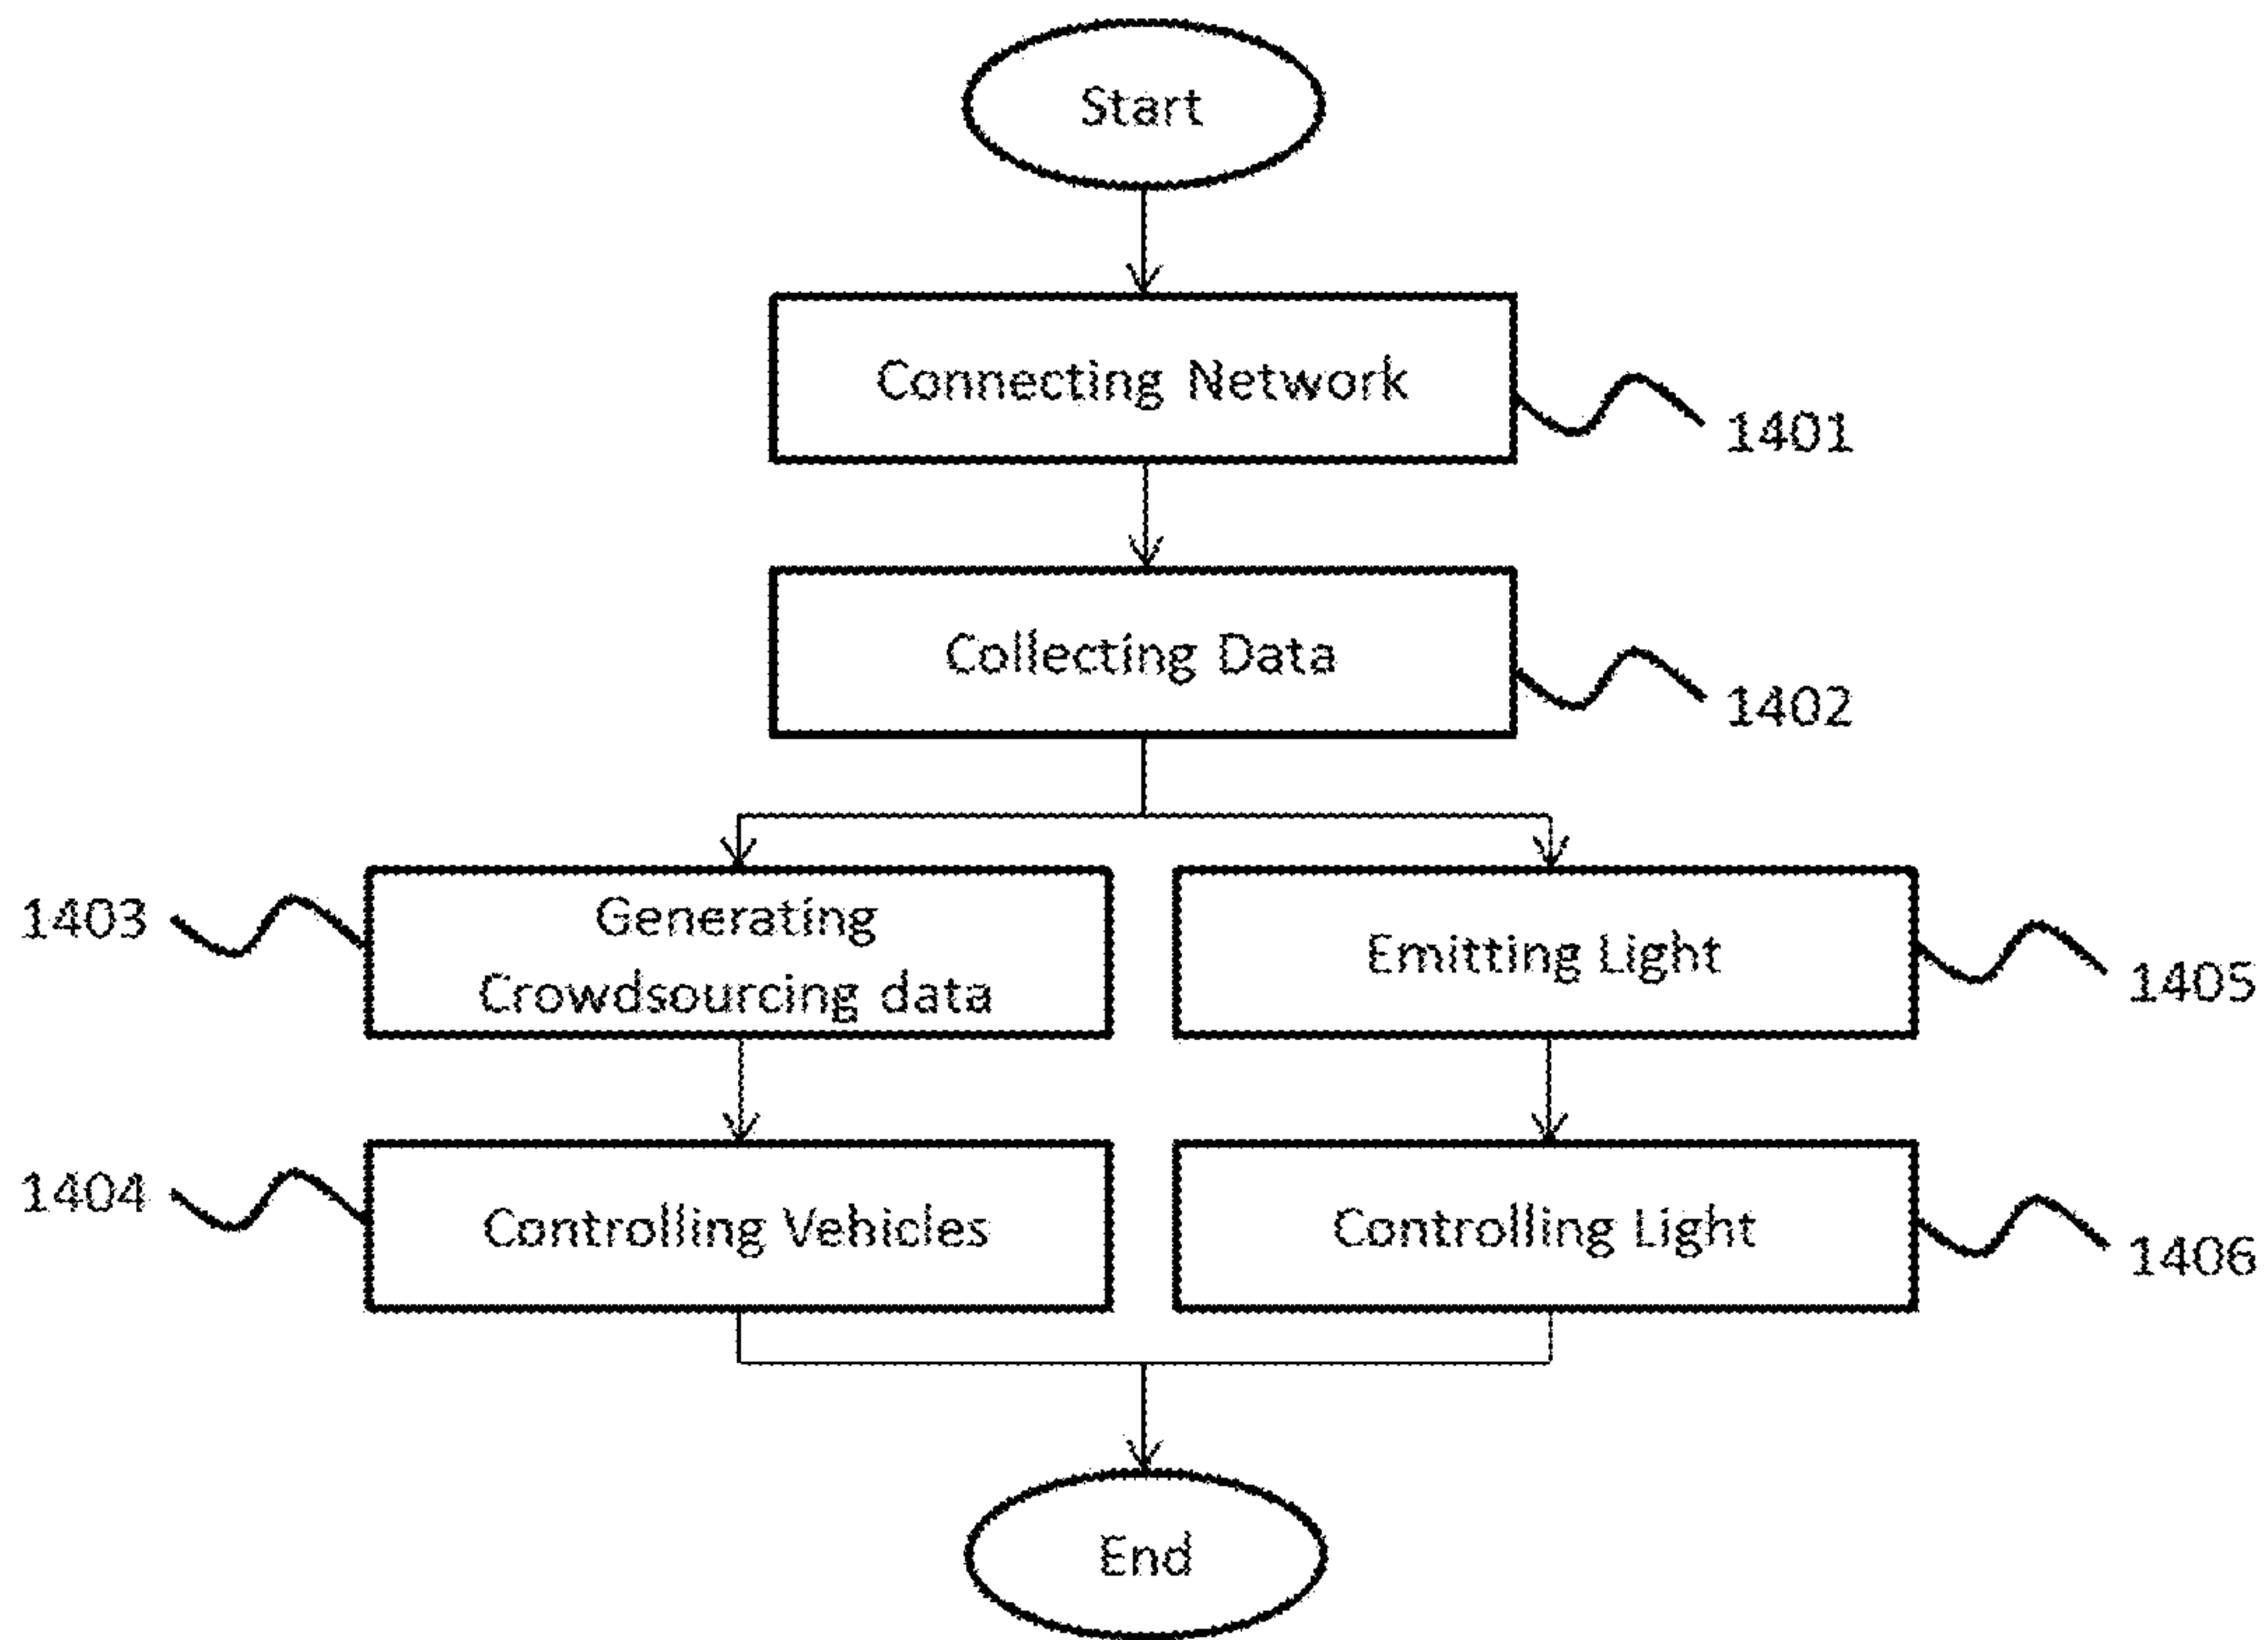 Start
Connecting Network
1401
Collecting Data
1402
1403
Generating
Crowdsourcing data
Emitting Light
1405
1404
Controlling Vehicles
Controlling Light
1406
End